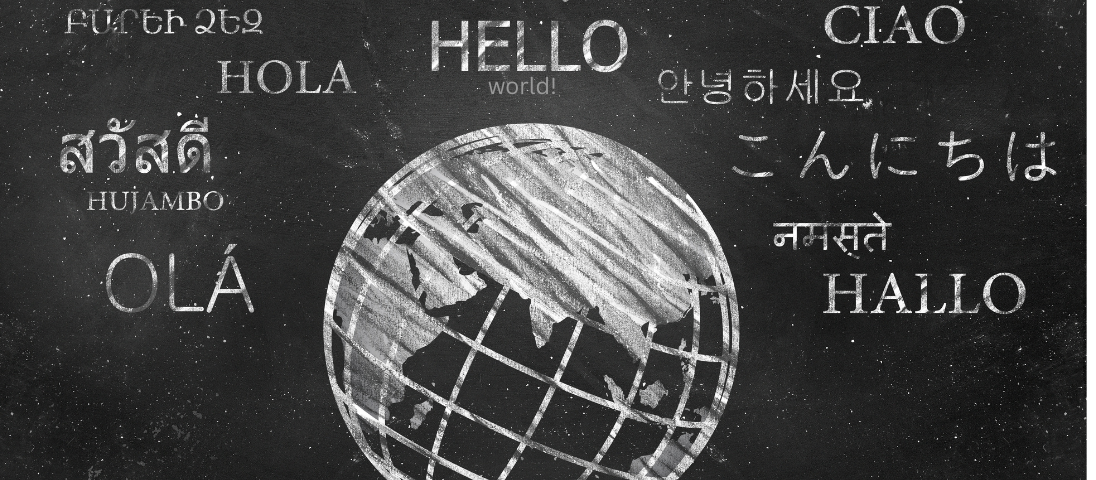 ԲԱՐԵՒ ՁԵԶ
HOLA
สวัสดี
HUJAMBO
OLÁ
HELLO
world!
CIAO
안녕하세요
こんにちは
नमस्ते
HALLO